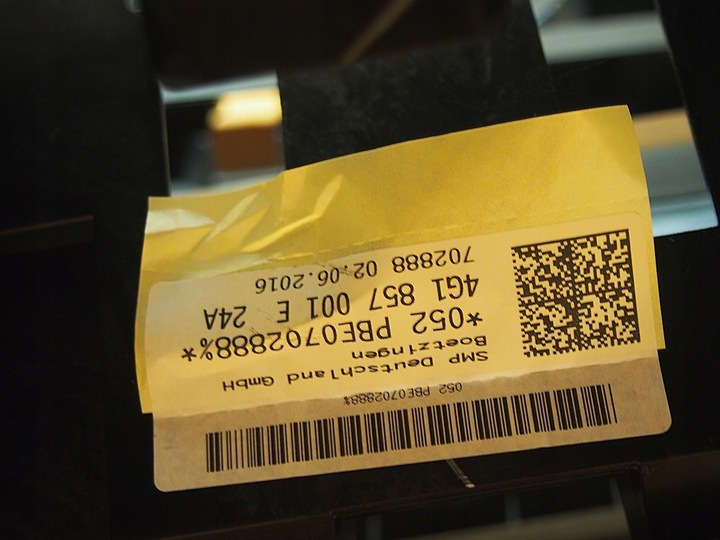 052 PBE0702888%
SMP Deutschland GmbH
Boetzingen
*052 PBE0702888%*
4G1 857 001 E 24A
702888 02.06.2016